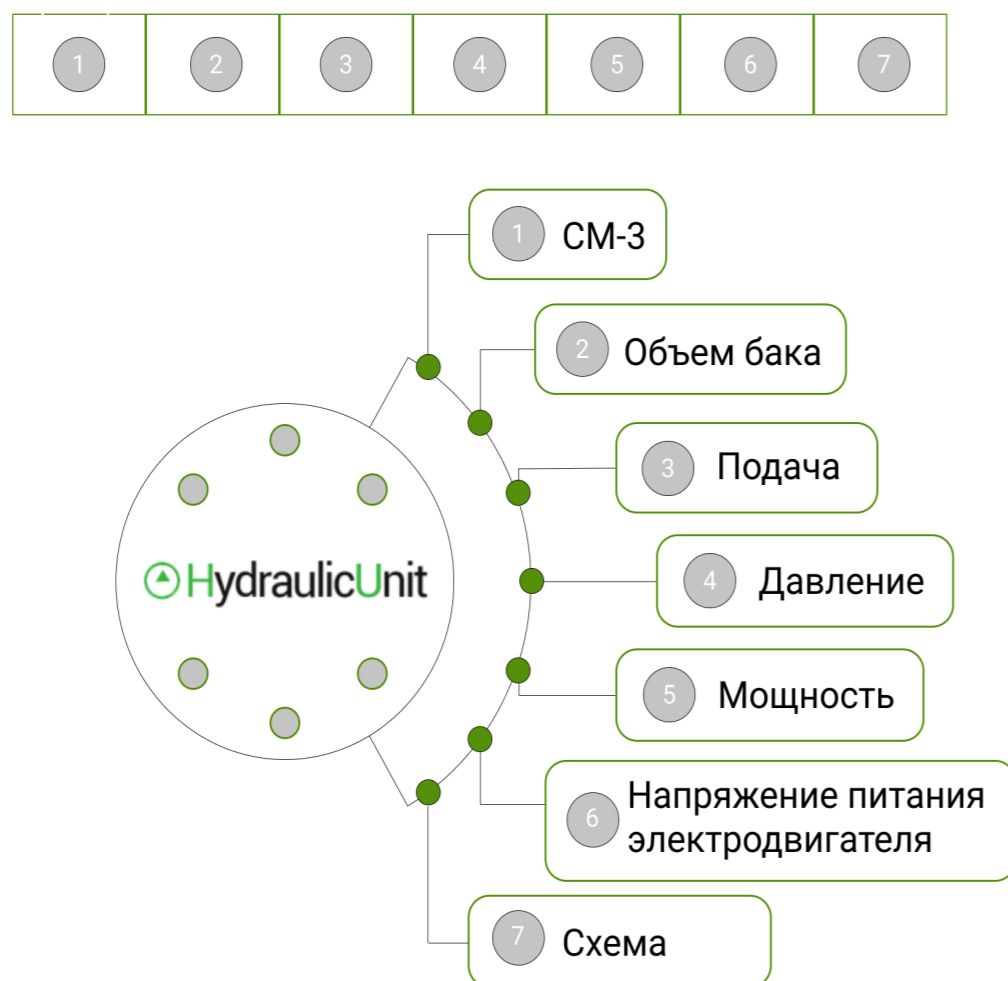 1 2 3 4 5 6 7
1 СМ-3
2 Объем бака
3 Подача
4 Давление
HydraulicUnit
5 Мощность
6 Напряжение питания
электродвигателя
7 Схема